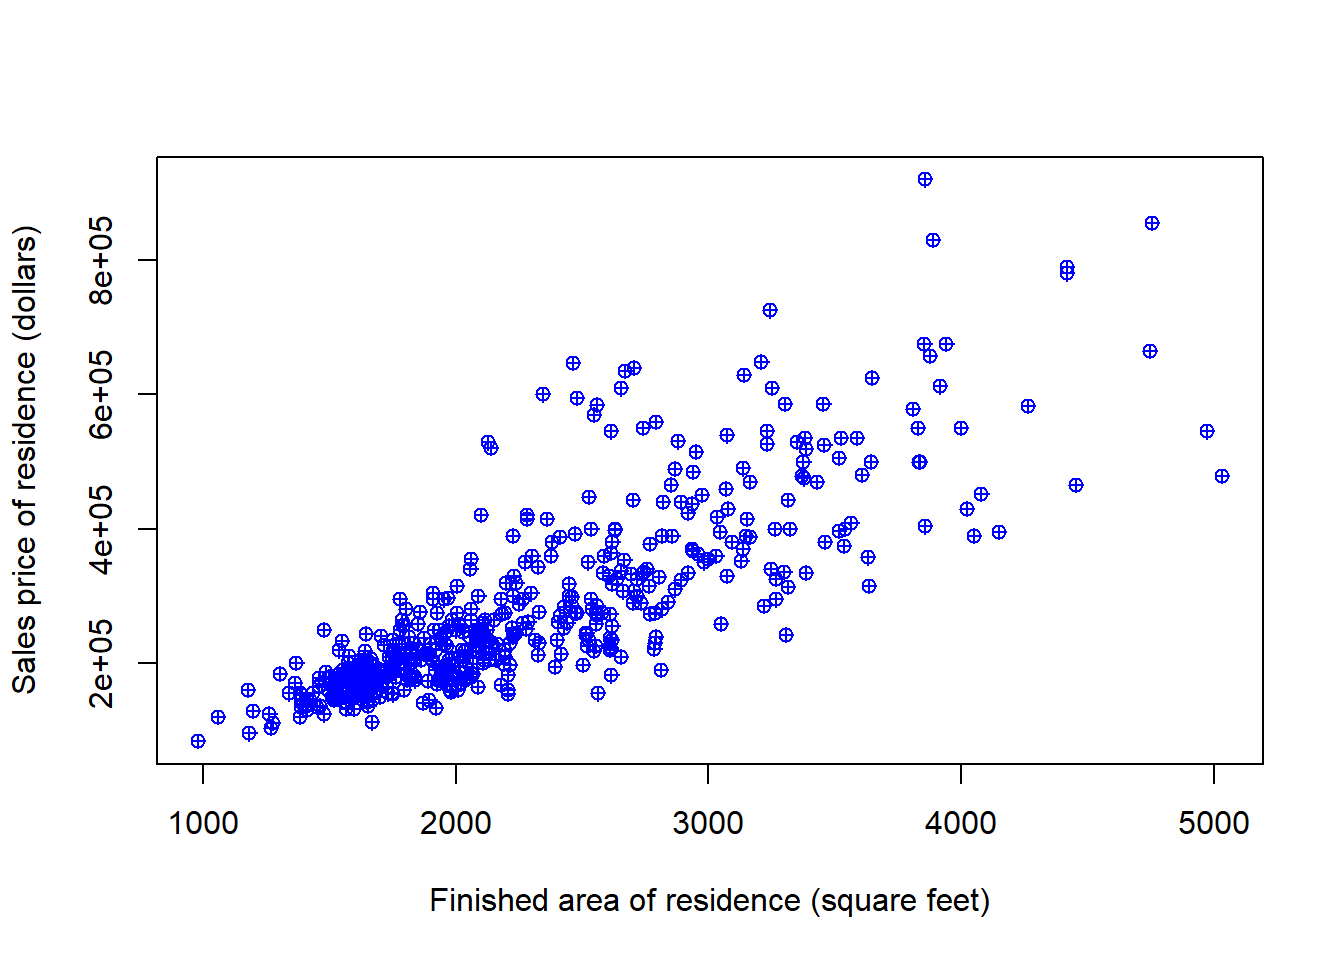 Sales price of residence (dollars)
8e+05
6e+05
4e+05
2e+05
1000 2000 3000 4000 5000
Finished area of residence (square feet)